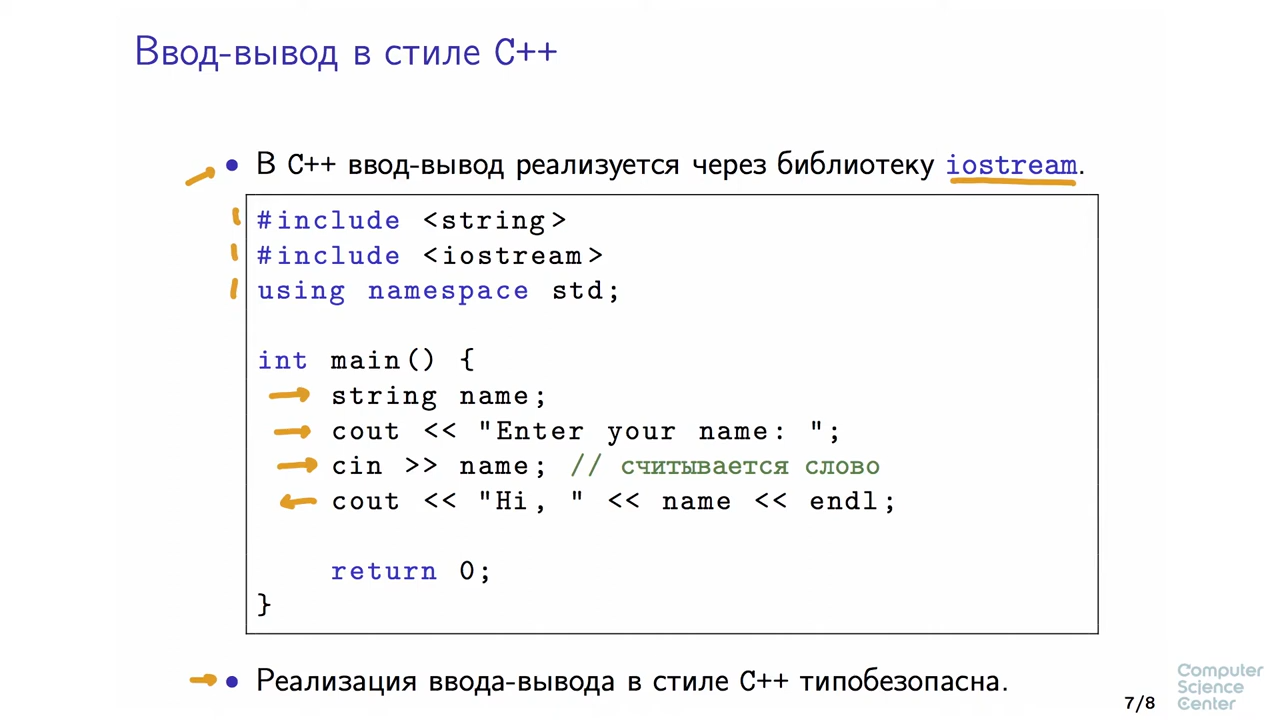 Ввод-вывод в стиле C++
• В C++ ввод-вывод реализуется через библиотеку iostream.
#include <string>
#include <iostream>
using namespace std;
int main() {
string name;
cout << "Enter your name: ";
cin >> name; // считывается слово
cout << "Hi, " << name << endl;
return 0;
}
• Реализация ввода-вывода в стиле C++ типобезопасна.
7/8
Computer
Science
Center